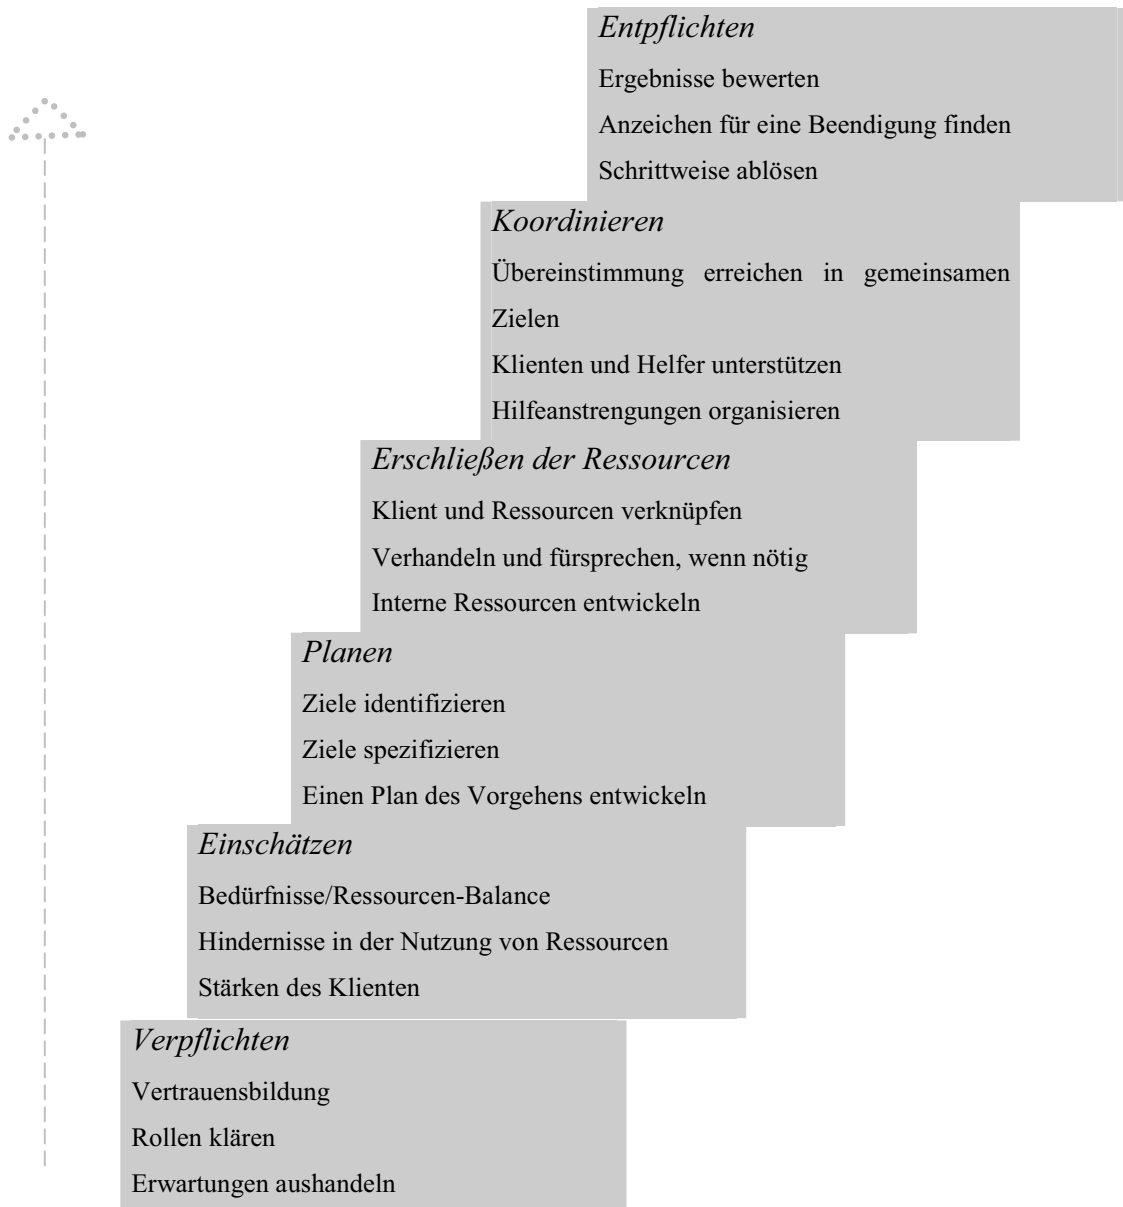 Entpflichten
Ergebnisse bewerten
Anzeichen für eine Beendigung finden
Schrittweise ablösen
Koordinieren
Übereinstimmung erreichen in gemeinsamen
Zielen
Klienten und Helfer unterstützen
Hilfeanstrengungen organisieren
Erschließen der Ressourcen
Klient und Ressourcen verknüpfen
Verhandeln und fürsprechen, wenn nötig
Interne Ressourcen entwickeln
Planen
Ziele identifizieren
Ziele spezifizieren
Einen Plan des Vorgehens entwickeln
Einschätzen
Bedürfnisse/Ressourcen-Balance
Hindernisse in der Nutzung von Ressourcen
Stärken des Klienten
Verpflichten
Vertrauensbildung
Rollen klären
Erwartungen aushandeln